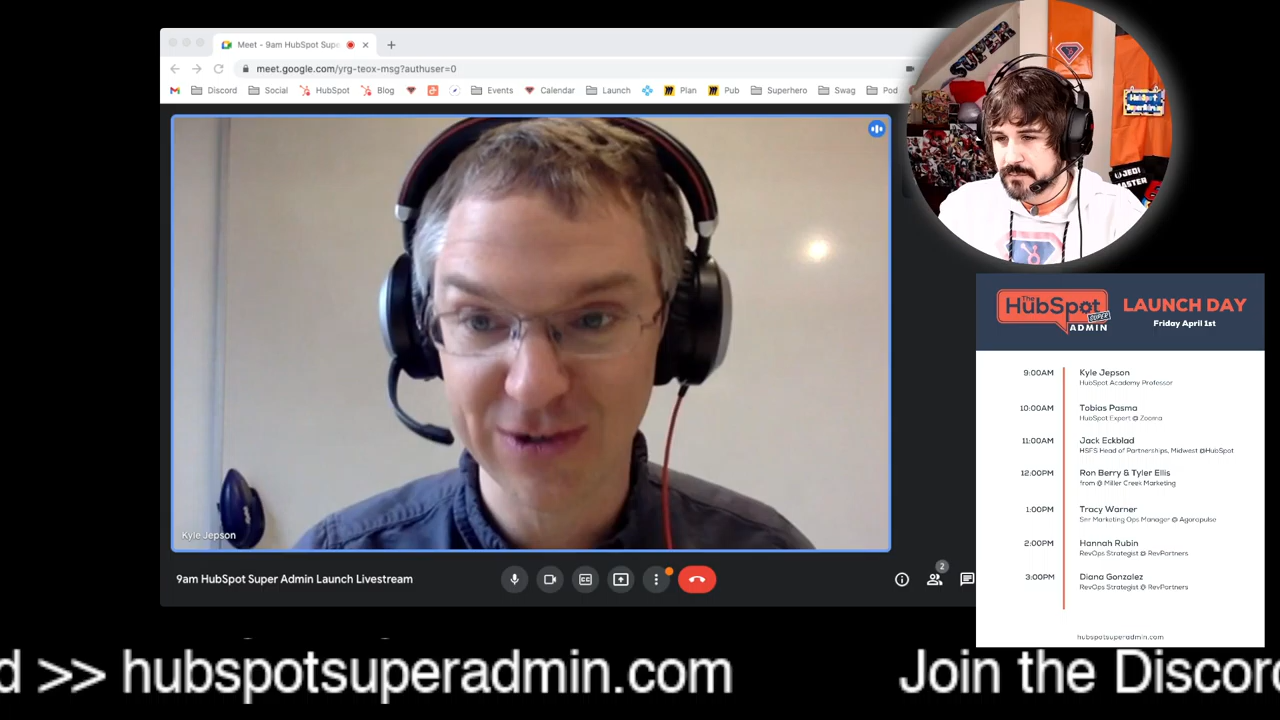 Meet - 9am HubSpot Supe
meet.google.com/yrg-teox-msg?authuser=0
Discord Social HubSpot Blog Events Calendar Launch Plan Pub Superhero Swag Pod
JEDI
MASTER
Kyle Jepson
9am HubSpot Super Admin Launch Livestream
2
The
HubSpot
SUPER
ADMIN
LAUNCH DAY
Friday April 1st
9:00AM Kyle Jepson
HubSpot Academy Professor
10:00AM Tobias Pasma
HubSpot Expert @ Zooma
11:00AM Jack Eckblad
HSFS Head of Partnerships, Midwest @HubSpot
12:00PM Ron Berry & Tyler Ellis
from @ Miller Creek Marketing
1:00PM Tracy Warner
Snr Marketing Ops Manager @ Agorapulse
2:00PM Hannah Rubin
RevOps Strategist @ RevPartners
3:00PM Diana Gonzalez
RevOps Strategist @ RevPartners
hubspotsuperadmin.com
d >> hubspotsuperadmin.com Join the Discord